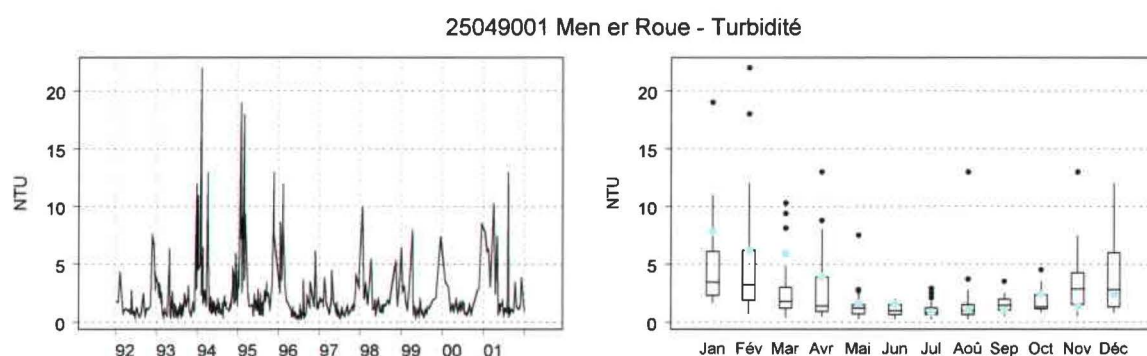 25049001 Men er Roue - Turbidité
NTU
20
15
10
5
0
92 93 94 95 96 97 98 99 00 01
NTU
20
15
10
5
0
Jan Fév Mar Avr Mai Jun Jul Aoû Sep Oct Nov Déc